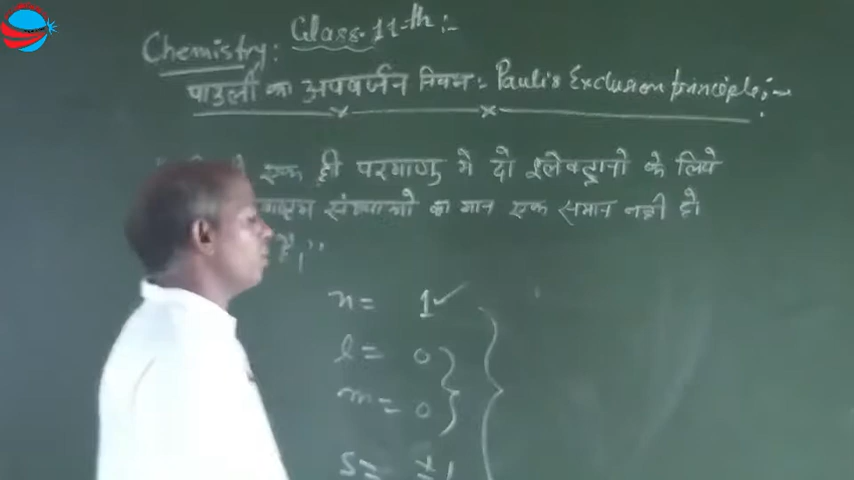 Class. 11-th :-
Chemistry:
पाउली का अपवर्जन नियम :- Pauli's Exclusion principle :-
एक ही परमाणु मे दो इलेक्ट्रानो के लिये
संख्याओ का मान एक समान नही हो
है,"
n = 1 ✓
l = 0
m = 0
s =